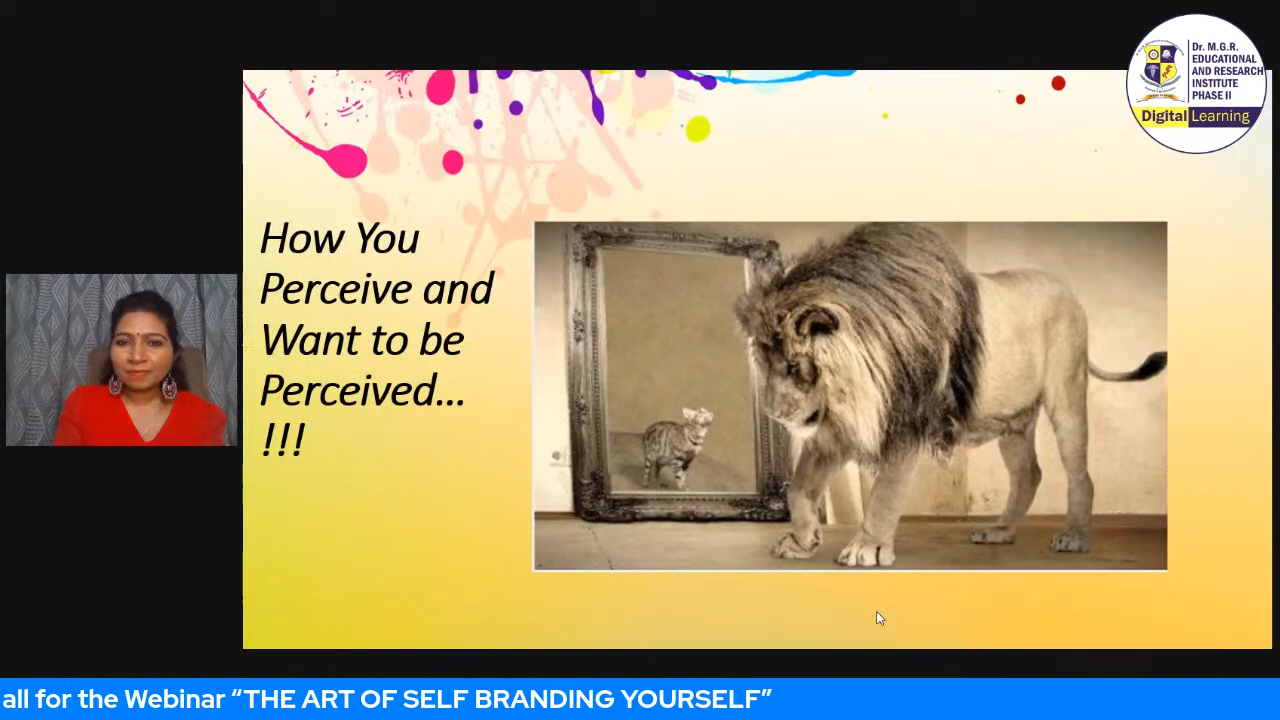 Dr. M.G.R.
EDUCATIONAL
AND RESEARCH
INSTITUTE
PHASE II
Digital Learning
How You
Perceive and
Want to be
Perceived...
!!!
all for the Webinar “THE ART OF SELF BRANDING YOURSELF”